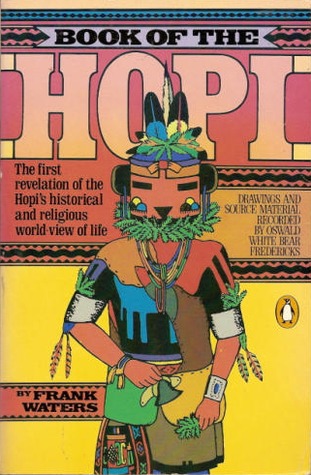 BOOK OF THE
HOPI
The first
revelation of the
Hopi's historical
and religious
world-view of life
DRAWINGS AND
SOURCE MATERIAL
RECORDED
BY OSWALD
WHITE BEAR
FREDERICKS
BY FRANK
WATERS